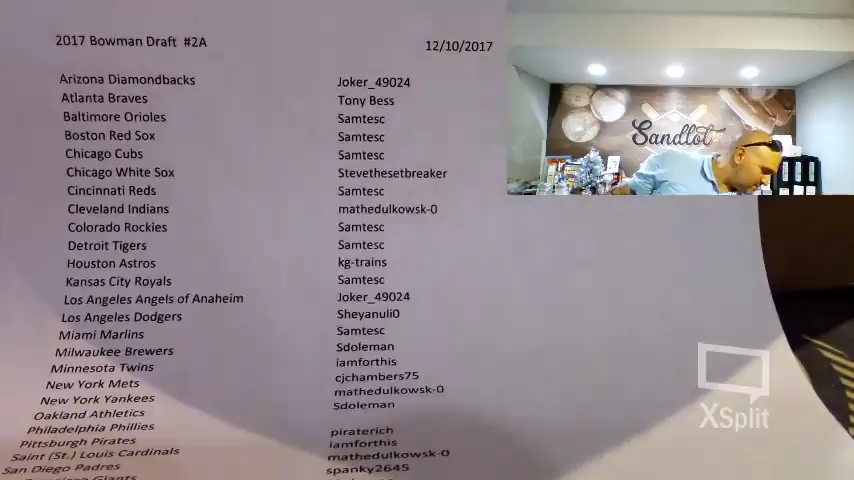 2017 Bowman Draft #2A 12/10/2017
Arizona Diamondbacks Joker_49024
Atlanta Braves Tony Bess
Baltimore Orioles Samtesc
Boston Red Sox Samtesc
Chicago Cubs Samtesc
Chicago White Sox Stevethesetbreaker
Cincinnati Reds Samtesc
Cleveland Indians mathedulkowsk-0
Colorado Rockies Samtesc
Detroit Tigers Samtesc
Houston Astros kg-trains
Kansas City Royals Samtesc
Los Angeles Angels of Anaheim Joker_49024
Los Angeles Dodgers Sheyanuli0
Miami Marlins Samtesc
Milwaukee Brewers Sdoleman
Minnesota Twins iamforthis
New York Mets cjchambers75
New York Yankees mathedulkowsk-0
Oakland Athletics Sdoleman
Philadelphia Phillies
Pittsburgh Pirates piraterich
Saint (St.) Louis Cardinals iamforthis
San Diego Padres mathedulkowsk-0
Giants spanky2645
Sandlot
XSplit